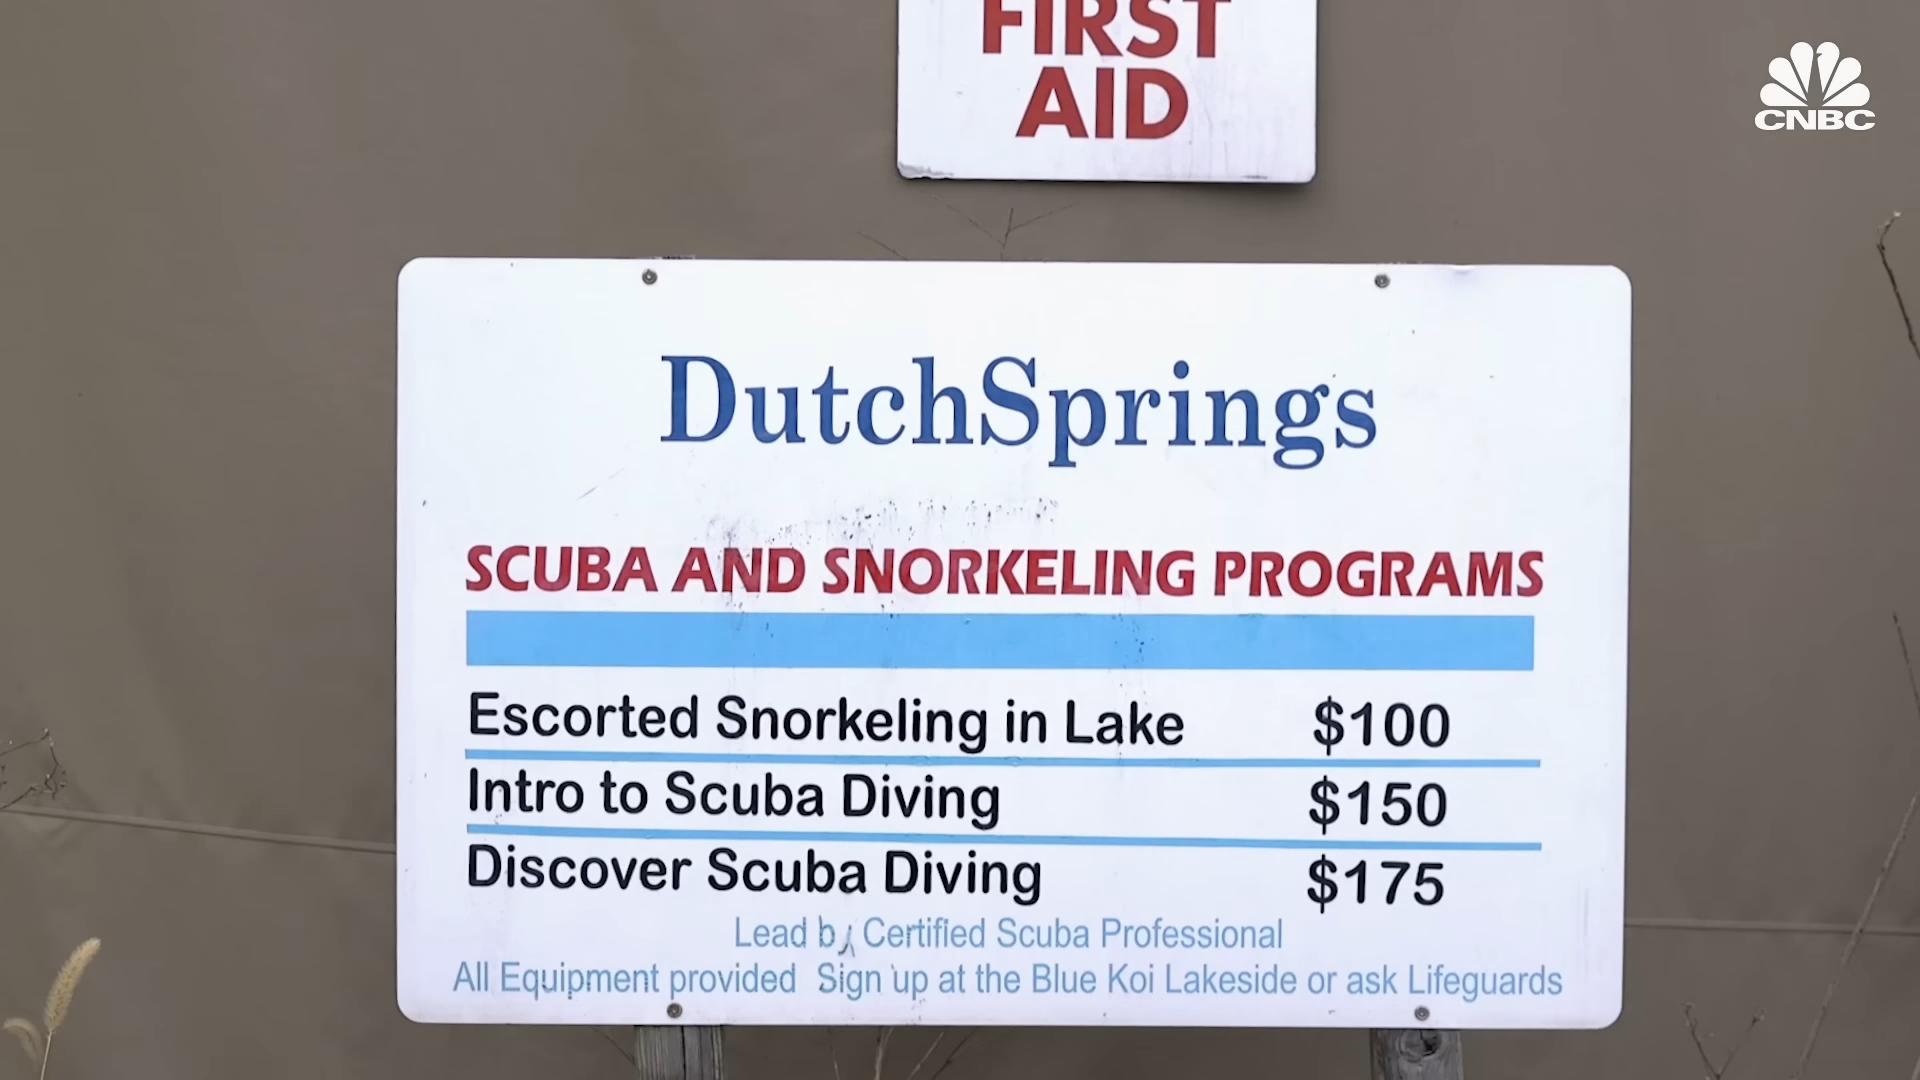 FIRST
AID
CNBC
DutchSprings
SCUBA AND SNORKELING PROGRAMS
Escorted Snorkeling in Lake $100
Intro to Scuba Diving $150
Discover Scuba Diving $175
Lead by Certified Scuba Professional
All Equipment provided Sign up at the Blue Koi Lakeside or ask Lifeguards